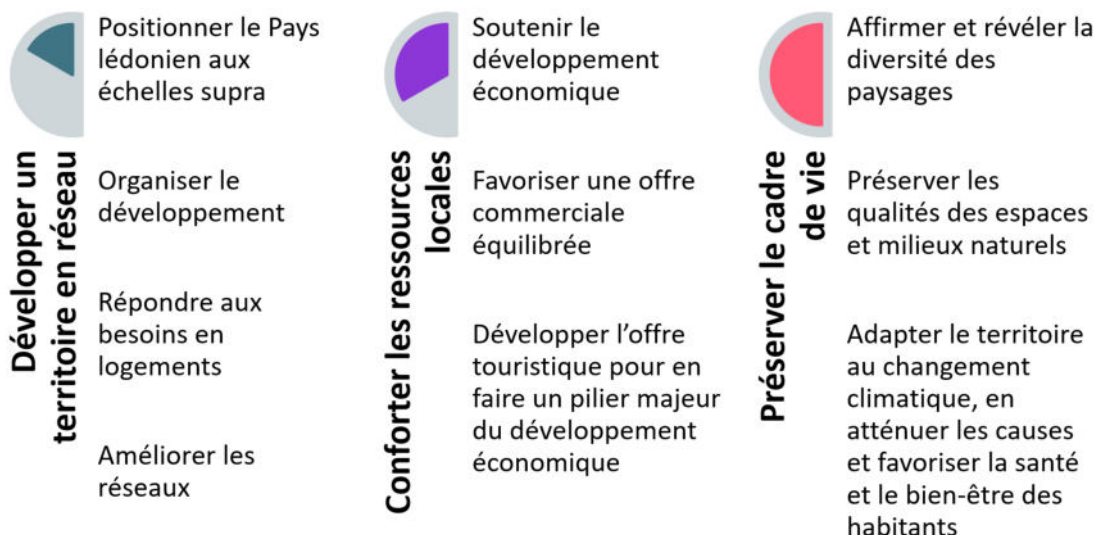 Développer un
territoire en réseau
Positionner le Pays
lédonien aux
échelles supra
Organiser le
développement
Répondre aux
besoins en
logements
Améliorer les
réseaux
Conforter les ressources
locales
Soutenir le
développement
économique
Favoriser une offre
commerciale
équilibrée
Développer l’offre
touristique pour en
faire un pilier majeur
du développement
économique
Préserver le cadre
de vie
Affirmer et révéler la
diversité des
paysages
Préserver les
qualités des espaces
et milieux naturels
Adapter le territoire
au changement
climatique, en
atténuer les causes
et favoriser la santé
et le bien-être des
habitants